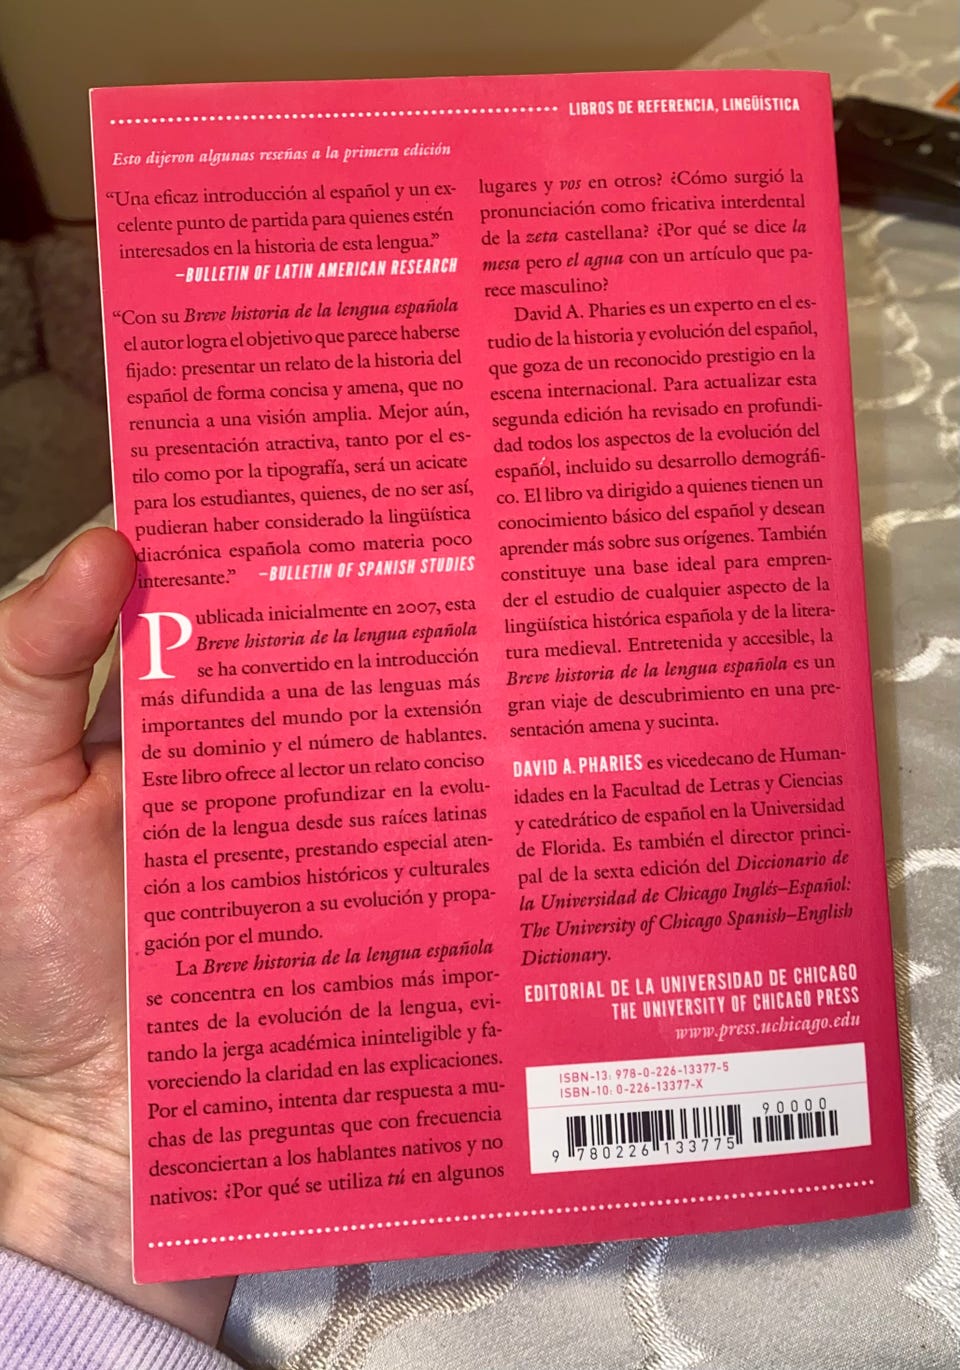 LIBROS DE REFERENCIA, LINGÜÍSTICA
Esto dijeron algunas reseñas a la primera edición
“Una eficaz introducción al español y un ex-
celente punto de partida para quienes estén
interesados en la historia de esta lengua.”
–BULLETIN OF LATIN AMERICAN RESEARCH
“Con su Breve historia de la lengua española
el autor logra el objetivo que parece haberse
fijado: presentar un relato de la historia del
español de forma concisa y amena, que no
renuncia a una visión amplia. Mejor aún,
su presentación atractiva, tanto por el es-
tilo como por la tipografía, será un acicate
para los estudiantes, quienes, de no ser así,
pudieran haber considerado la lingüística
diacrónica española como materia poco
interesante.” –BULLETIN OF SPANISH STUDIES
Publicada inicialmente en 2007, esta
Breve historia de la lengua española
se ha convertido en la introducción
más difundida a una de las lenguas más
importantes del mundo por la extensión
de su dominio y el número de hablantes.
Este libro ofrece al lector un relato conciso
que se propone profundizar en la evolu-
ción de la lengua desde sus raíces latinas
hasta el presente, prestando especial aten-
ción a los cambios históricos y culturales
que contribuyeron a su evolución y propa-
gación por el mundo.
La Breve historia de la lengua española
se concentra en los cambios más impor-
tantes de la evolución de la lengua, evi-
tando la jerga académica ininteligible y fa-
voreciendo la claridad en las explicaciones.
Por el camino, intenta dar respuesta a mu-
chas de las preguntas que con frecuencia
desconciertan a los hablantes nativos y no
nativos: ¿Por qué se utiliza tú en algunos
lugares y vos en otros? ¿Cómo surgió la
pronunciación como fricativa interdental
de la zeta castellana? ¿Por qué se dice la
mesa pero el agua con un artículo que pa-
rece masculino?
David A. Pharies es un experto en el es-
tudio de la historia y evolución del español,
que goza de un reconocido prestigio en la
escena internacional. Para actualizar esta
segunda edición ha revisado en profundi-
dad todos los aspectos de la evolución del
español, incluido su desarrollo demográfi-
co. El libro va dirigido a quienes tienen un
conocimiento básico del español y desean
aprender más sobre sus orígenes. También
constituye una base ideal para empren-
der el estudio de cualquier aspecto de la
lingüística histórica española y de la litera-
tura medieval. Entretenida y accesible, la
Breve historia de la lengua española es un
gran viaje de descubrimiento en una pre-
sentación amena y sucinta.
DAVID A. PHARIES es vicedecano de Human-
idades en la Facultad de Letras y Ciencias
y catedrático de español en la Universidad
de Florida. Es también el director princi-
pal de la sexta edición del Diccionario de
la Universidad de Chicago Inglés–Español:
The University of Chicago Spanish–English
Dictionary.
EDITORIAL DE LA UNIVERSIDAD DE CHICAGO
THE UNIVERSITY OF CHICAGO PRESS
www.press.uchicago.edu
ISBN-13: 978-0-226-13377-5
ISBN-10: 0-226-13377-X
90000
9 780226 133775